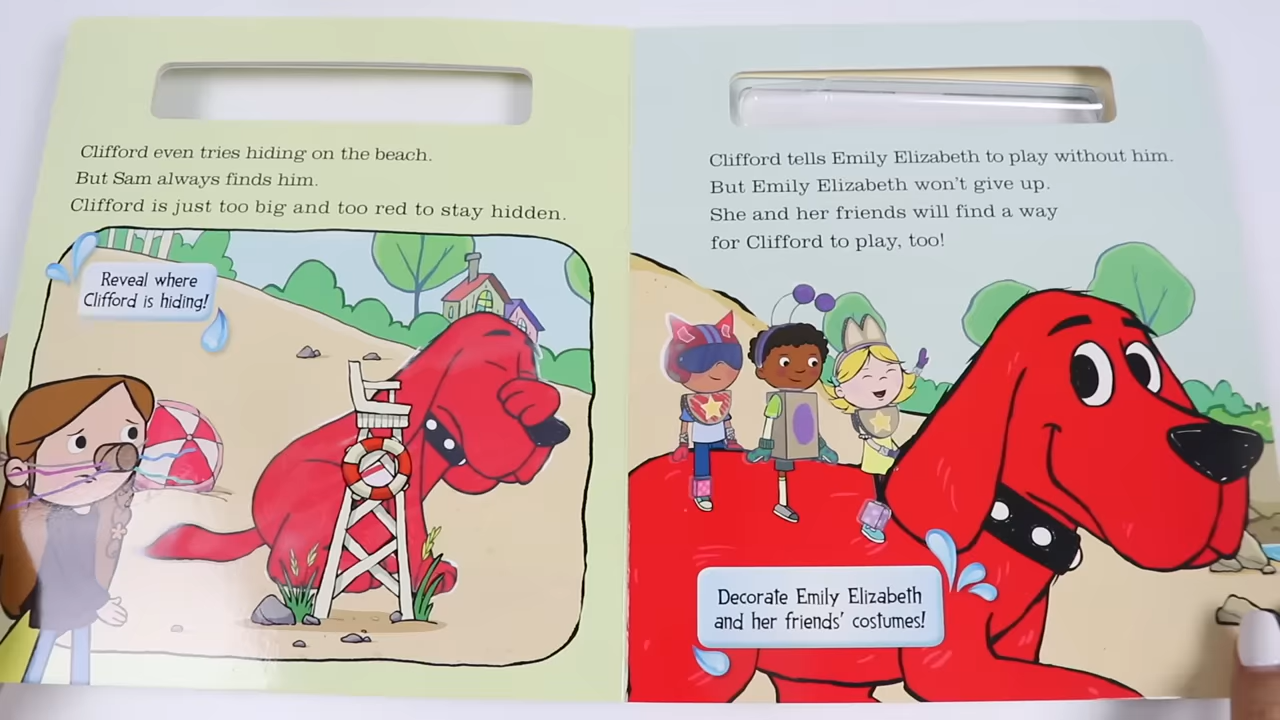 Clifford even tries hiding on the beach.
But Sam always finds him.
Clifford is just too big and too red to stay hidden.
Reveal where
Clifford is hiding!
Clifford tells Emily Elizabeth to play without him.
But Emily Elizabeth won't give up.
She and her friends will find a way
for Clifford to play, too!
Decorate Emily Elizabeth
and her friends' costumes!